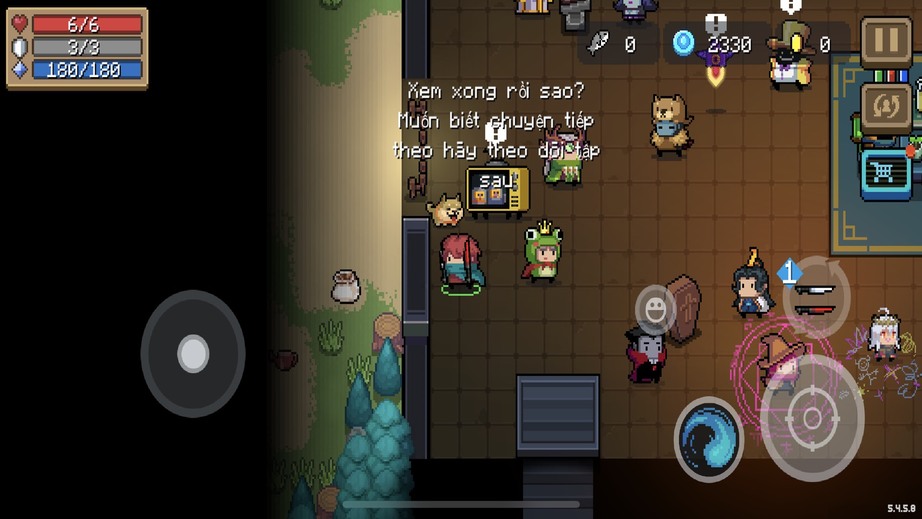 6/6
3/3
180/180
0
2330
0
Xem xong rồi sao?
Muốn biết chuyện tiếp
theo hãy theo dõi tập
sau
1
5.4.5.8